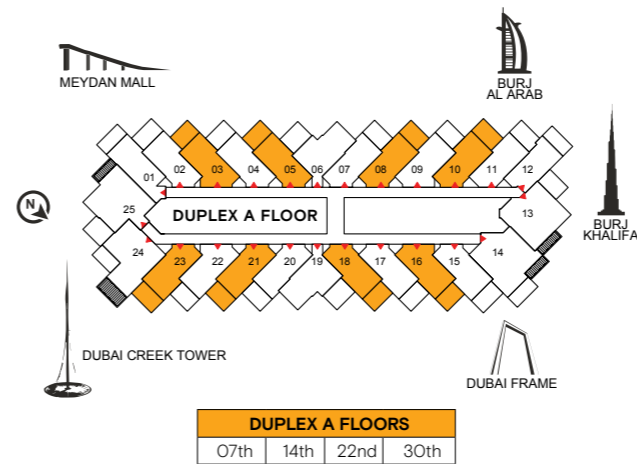 MEYDAN MALL
BURJ
AL ARAB
BURJ
KHALIFA
N
01 02 03 04 05 06 07 08 09 10 11 12
25 DUPLEX A FLOOR 13
24 23 22 21 20 19 18 17 16 15 14
DUBAI CREEK TOWER
DUBAI FRAME
DUPLEX A FLOORS
07th 14th 22nd 30th